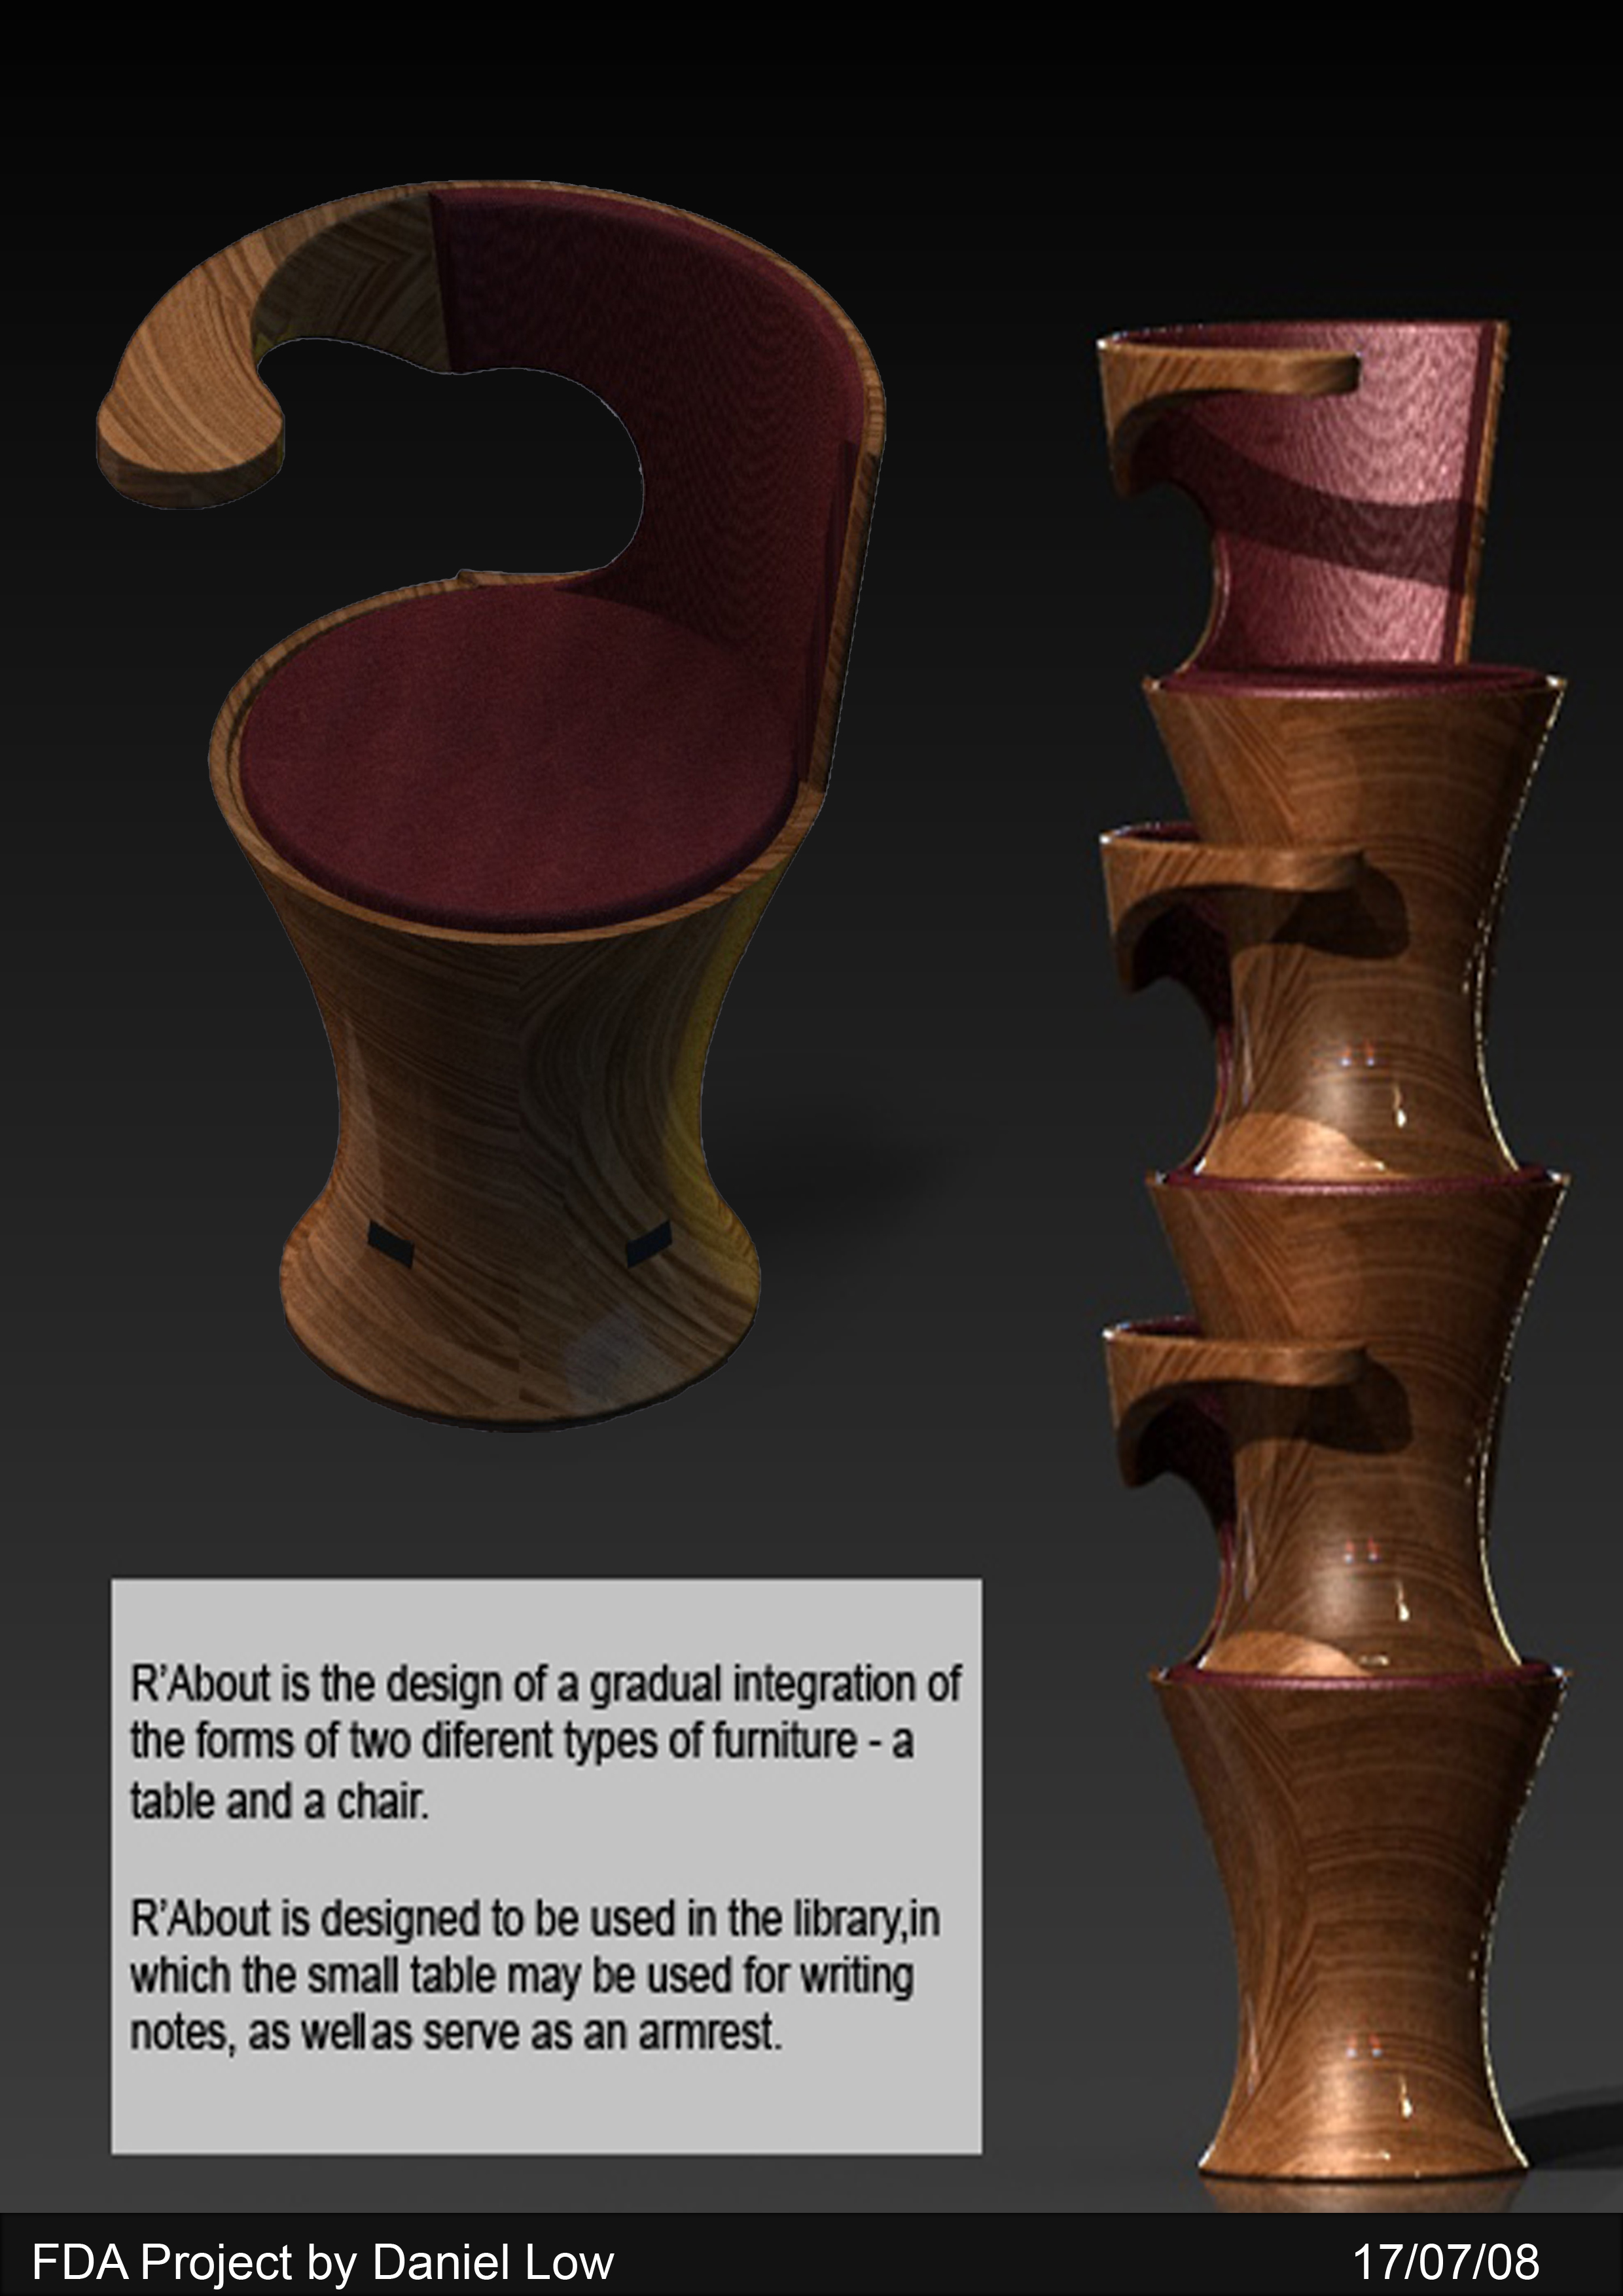 R’About is the design of a gradual integration of
the forms of two diferent types of furniture - a
table and a chair.
R’About is designed to be used in the library,in
which the small table may be used for writing
notes, as well as serve as an armrest.
FDA Project by Daniel Low
17/07/08